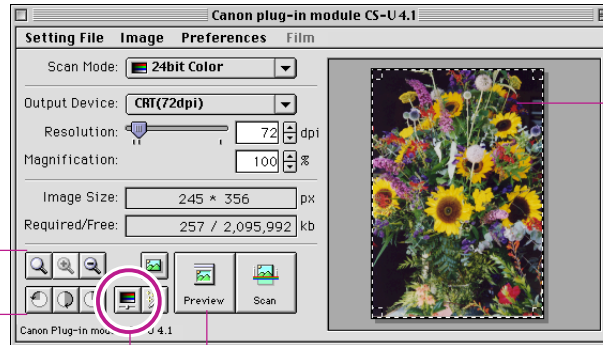 Canon plug-in module CS-U 4.1
Setting File Image Preferences Film
Scan Mode: 24bit Color
Output Device: CRT(72dpi)
Resolution: 72 dpi
Magnification: 100 %
Image Size: 245 * 356 px
Required/Free: 257 / 2,095,992 kb
Preview Scan
Canon Plug-in mod U 4.1